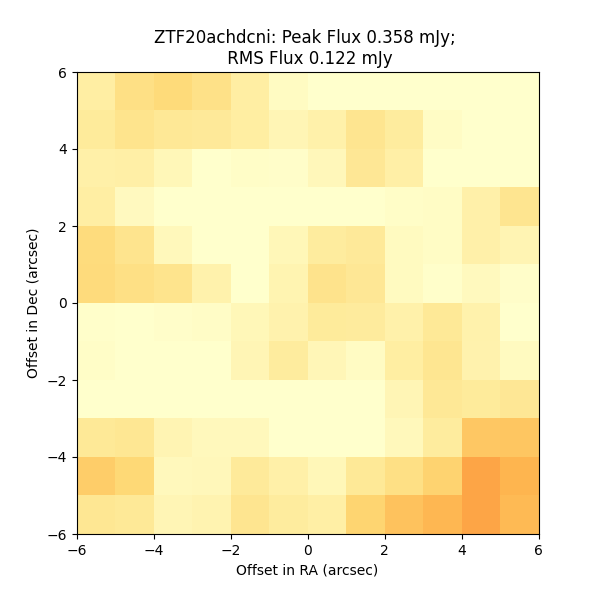 ZTF20achdcni: Peak Flux 0.358 mJy;
RMS Flux 0.122 mJy
6
4
2
0
−2
−4
−6
Offset in Dec (arcsec)
−6 −4 −2 0 2 4 6
Offset in RA (arcsec)